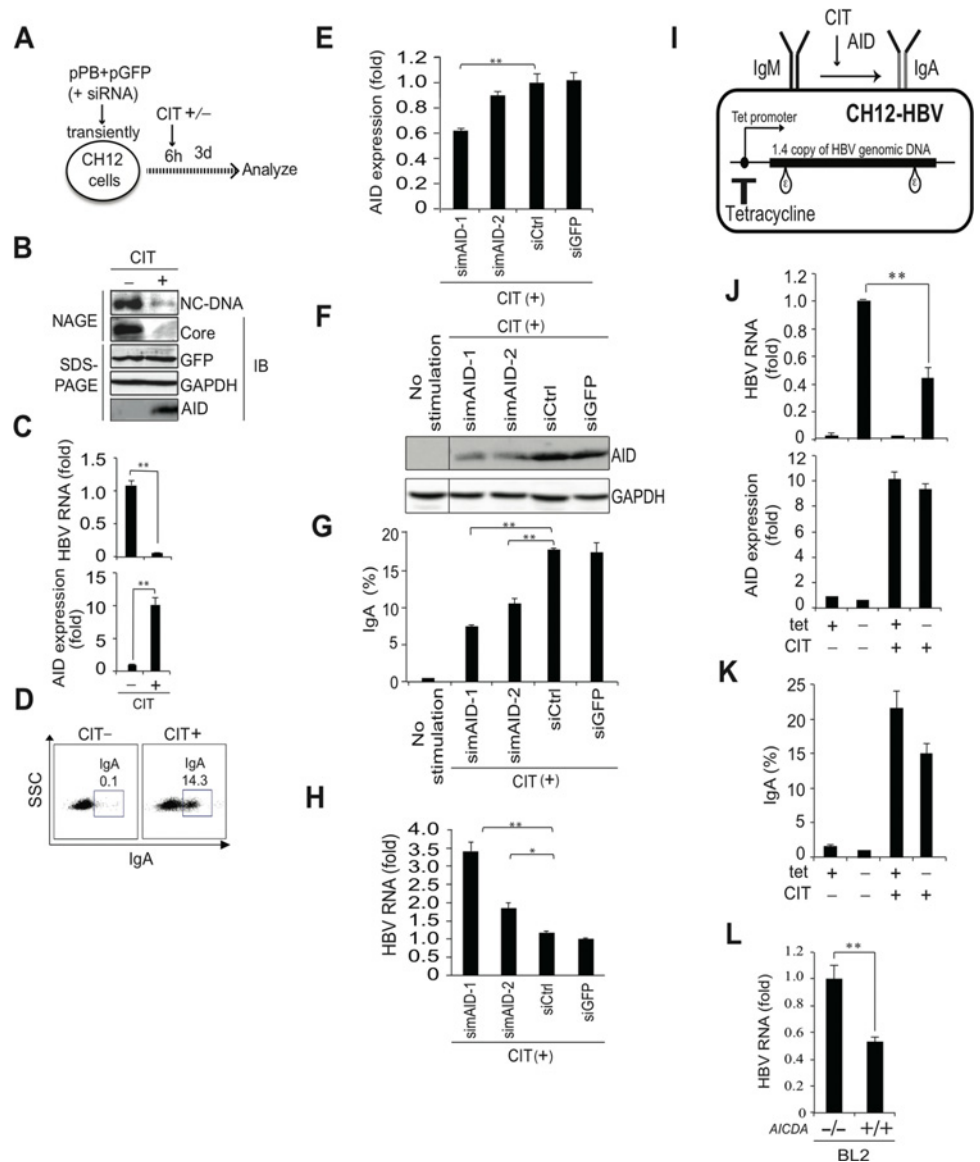 A
pPB+pGFP
(+ siRNA)
transiently
CIT +/−
CH12
cells
6h 3d
Analyze
B
CIT
− +
NAGE
NC-DNA
Core
SDS-
PAGE
GFP
GAPDH
AID
IB
C
HBV RNA (fold)
1.5
1.0
0.5
0
**
AID expression
(fold)
15
10
5
0
**
− +
CIT
D
CIT− CIT+
SSC
IgA
0.1
IgA
14.3
IgA
E
AID expression (fold)
1.2
1.0
0.8
0.6
0.4
0.2
0
**
simAID-1
simAID-2
siCtrl
siGFP
CIT (+)
F
CIT (+)
No
stimulation
simAID-1
simAID-2
siCtrl
siGFP
AID
GAPDH
G
IgA (%)
20
15
10
5
0
**
**
No
stimulation
simAID-1
simAID-2
siCtrl
siGFP
CIT (+)
H
HBV RNA (fold)
4.0
3.5
3.0
2.5
2.0
1.5
1.0
0.5
0
**
*
simAID-1
simAID-2
siCtrl
siGFP
CIT (+)
I
CIT
AID
IgM
IgA
CH12-HBV
Tet promoter
1.4 copy of HBV genomic DNA
ε ε
Tetracycline
J
HBV RNA
(fold)
1.2
1.0
0.8
0.6
0.4
0.2
0
**
AID expression
(fold)
12
10
8
6
4
2
0
tet + − + −
CIT − − + +
K
IgA (%)
25
20
15
10
5
0
tet + − + −
CIT − − + +
L
HBV RNA (fold)
1.2
1.0
0.8
0.6
0.4
0.2
0
**
AICDA −/− +/+
BL2